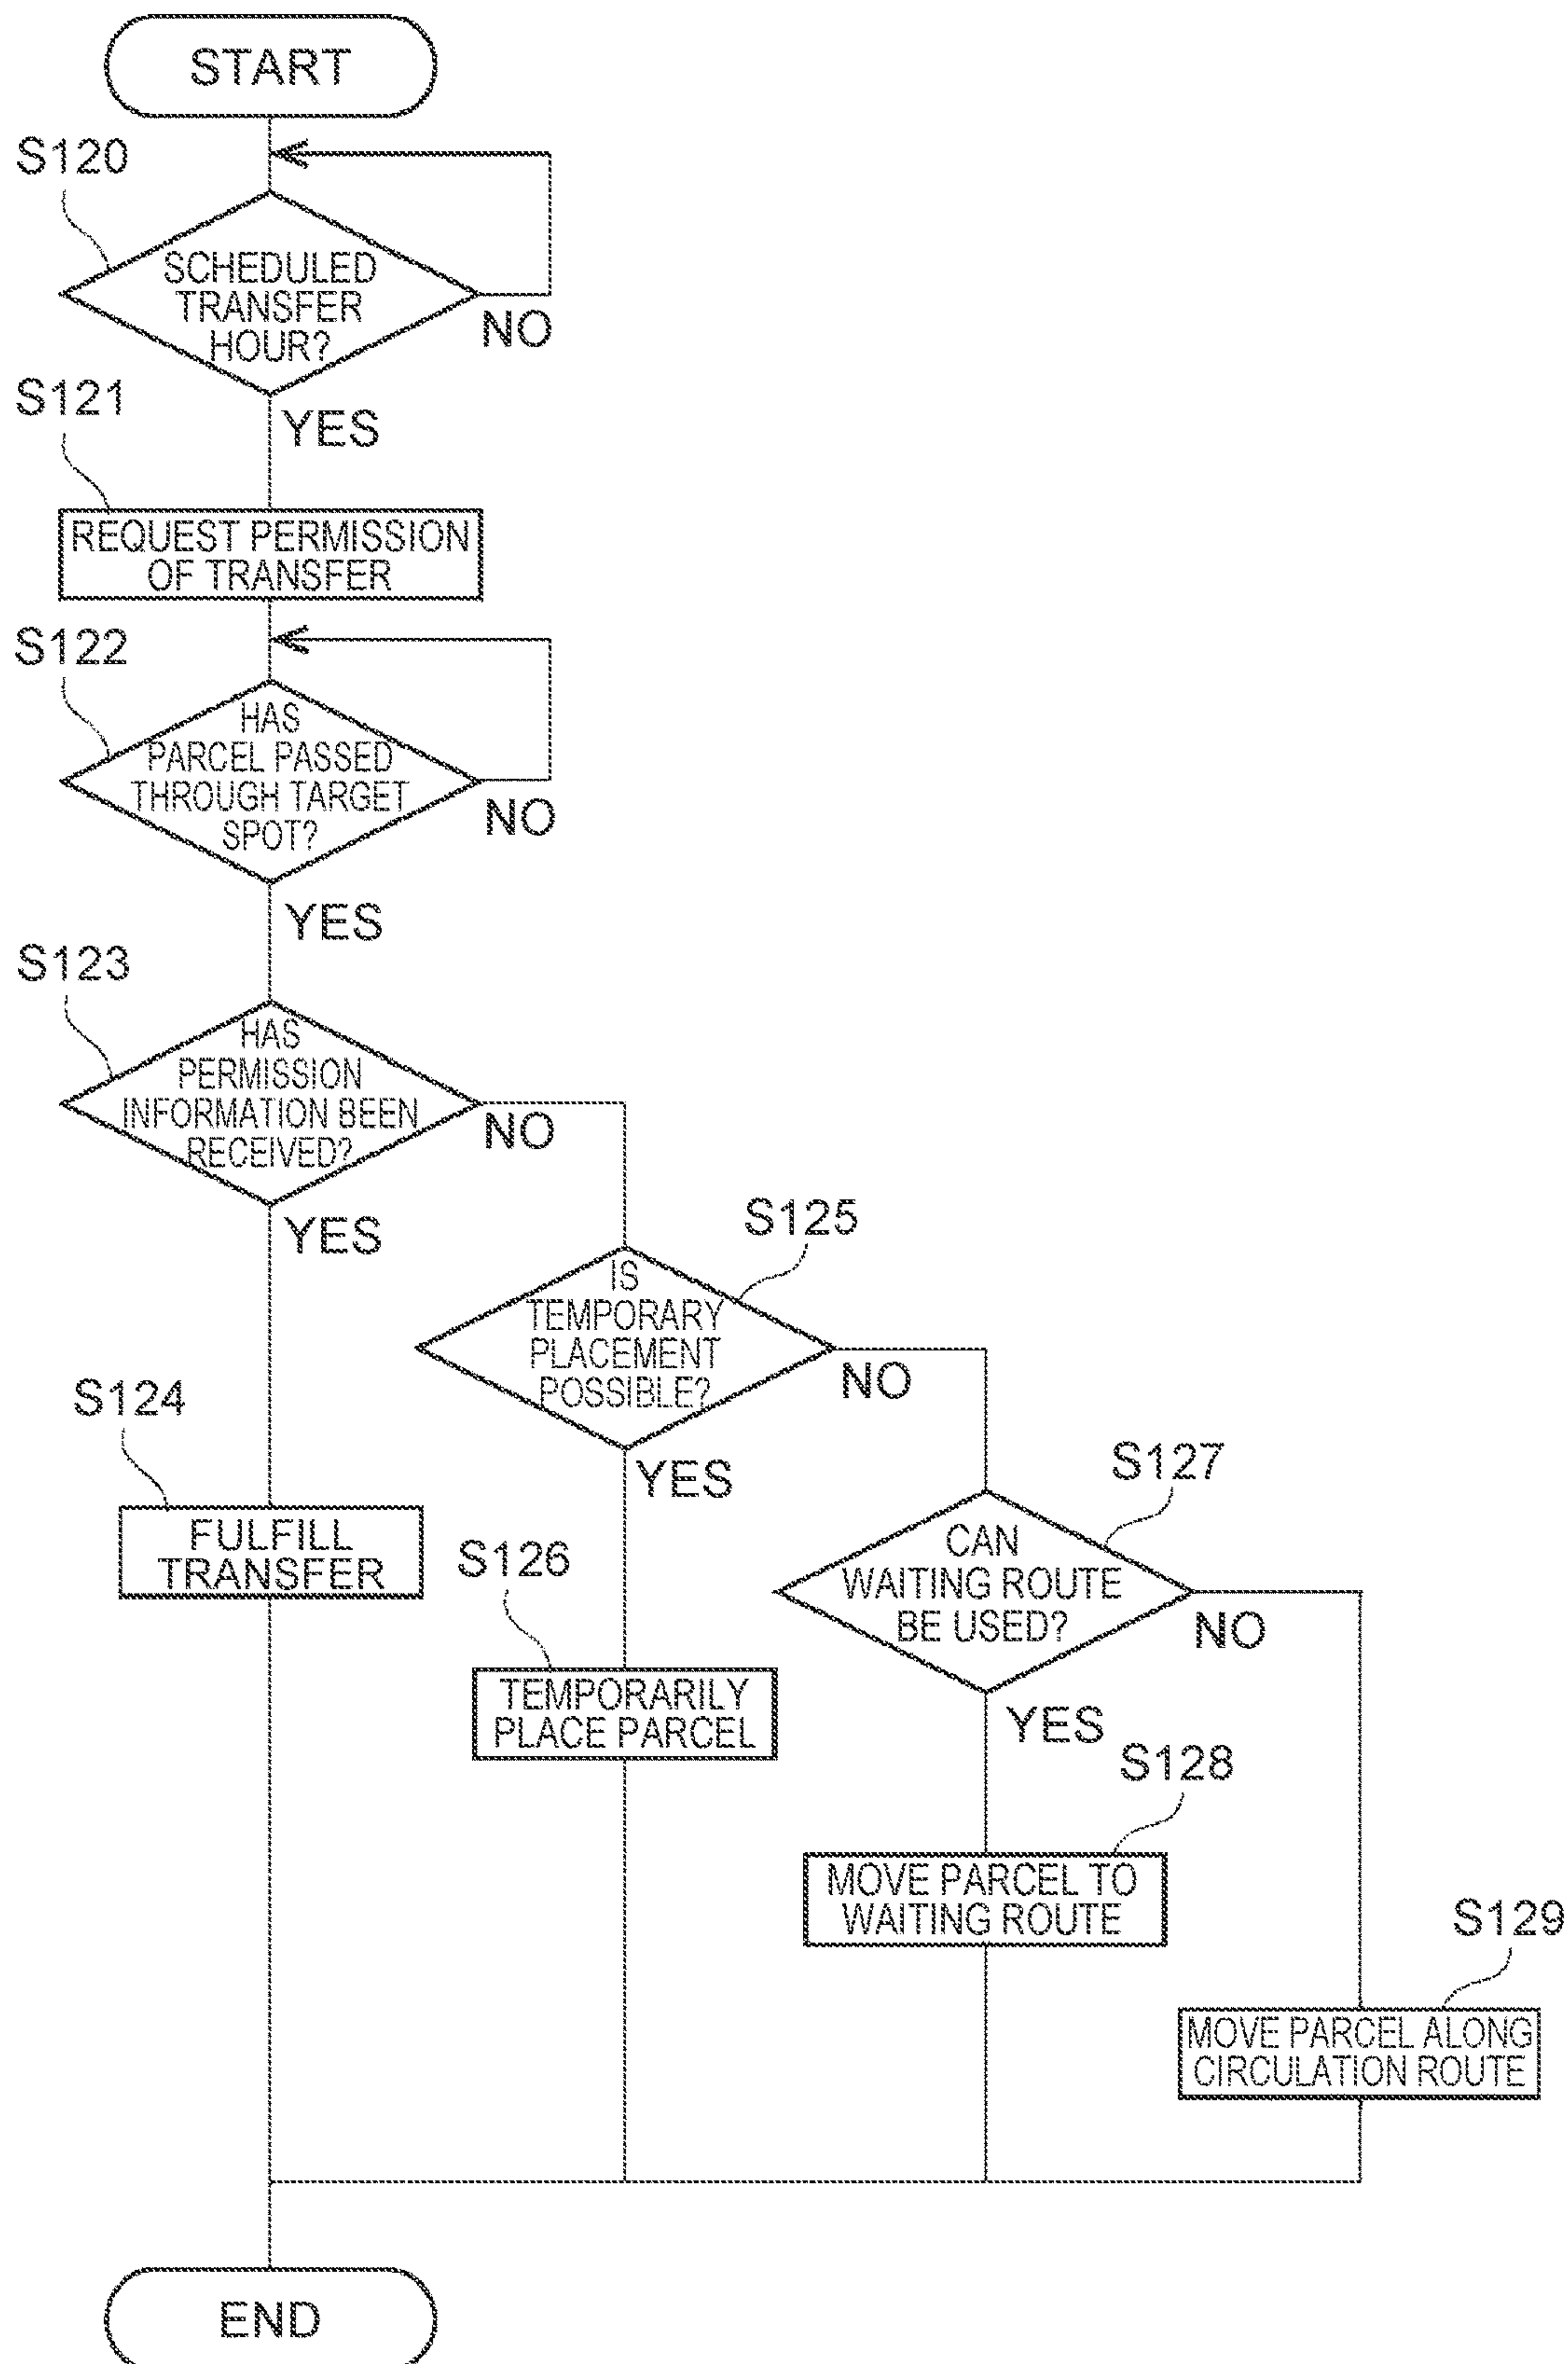 START
S120
SCHEDULED
TRANSFER
HOUR?
NO
S121
YES
REQUEST PERMISSION
OF TRANSFER
S122
HAS
PARCEL PASSED
THROUGH TARGET
SPOT?
NO
YES
S123
HAS
PERMISSION
INFORMATION BEEN
RECEIVED?
NO
YES
S125
IS
TEMPORARY
PLACEMENT
POSSIBLE?
NO
YES
S124
FULFILL
TRANSFER
S127
CAN
WAITING ROUTE
BE USED?
NO
YES
S126
TEMPORARILY
PLACE PARCEL
S128
MOVE PARCEL TO
WAITING ROUTE
S129
MOVE PARCEL ALONG
CIRCULATION ROUTE
END